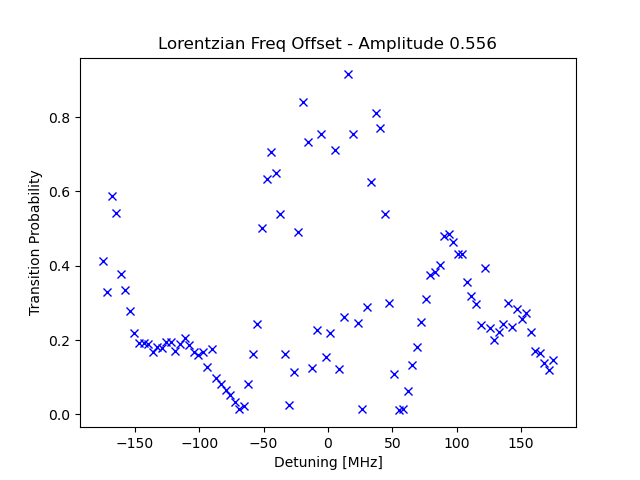 Lorentzian Freq Offset - Amplitude 0.556
Transition Probability
0.8
0.6
0.4
0.2
0.0
−150 −100 −50 0 50 100 150
Detuning [MHz]